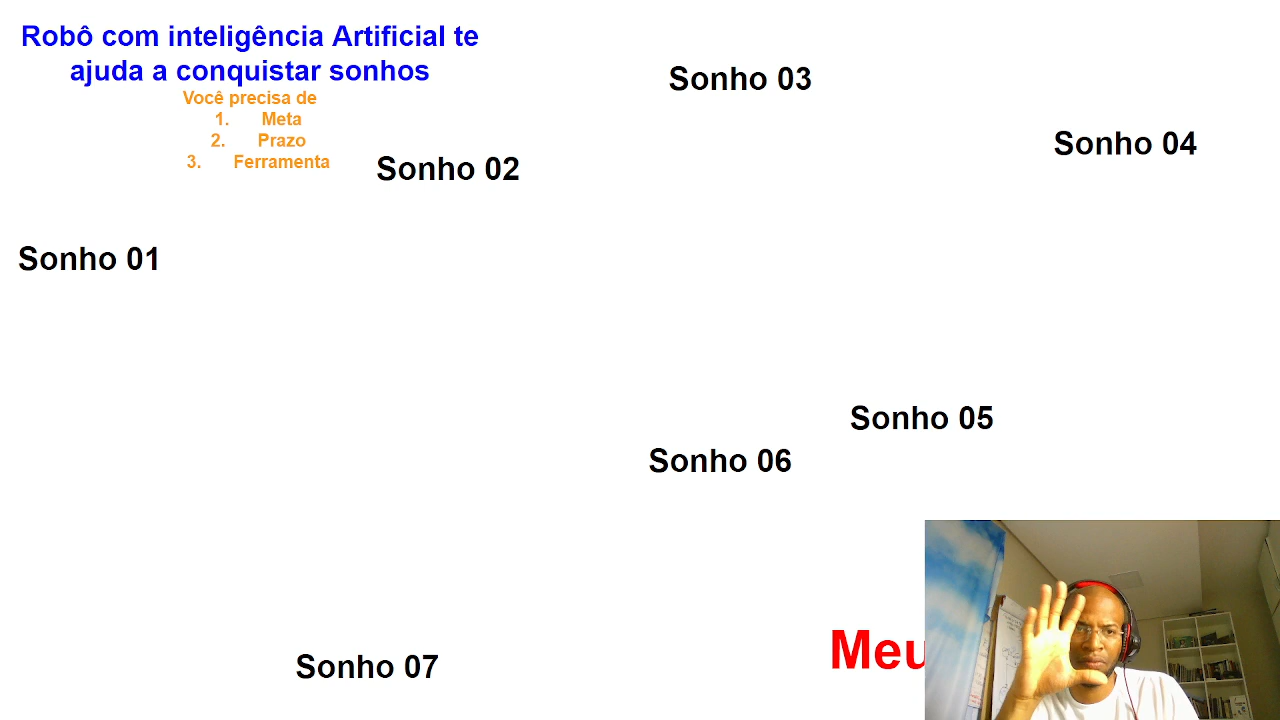 Robô com inteligência Artificial te
ajuda a conquistar sonhos
Você precisa de
1. Meta
2. Prazo
3. Ferramenta
Sonho 03
Sonho 04
Sonho 02
Sonho 01
Sonho 05
Sonho 06
Meu
Sonho 07